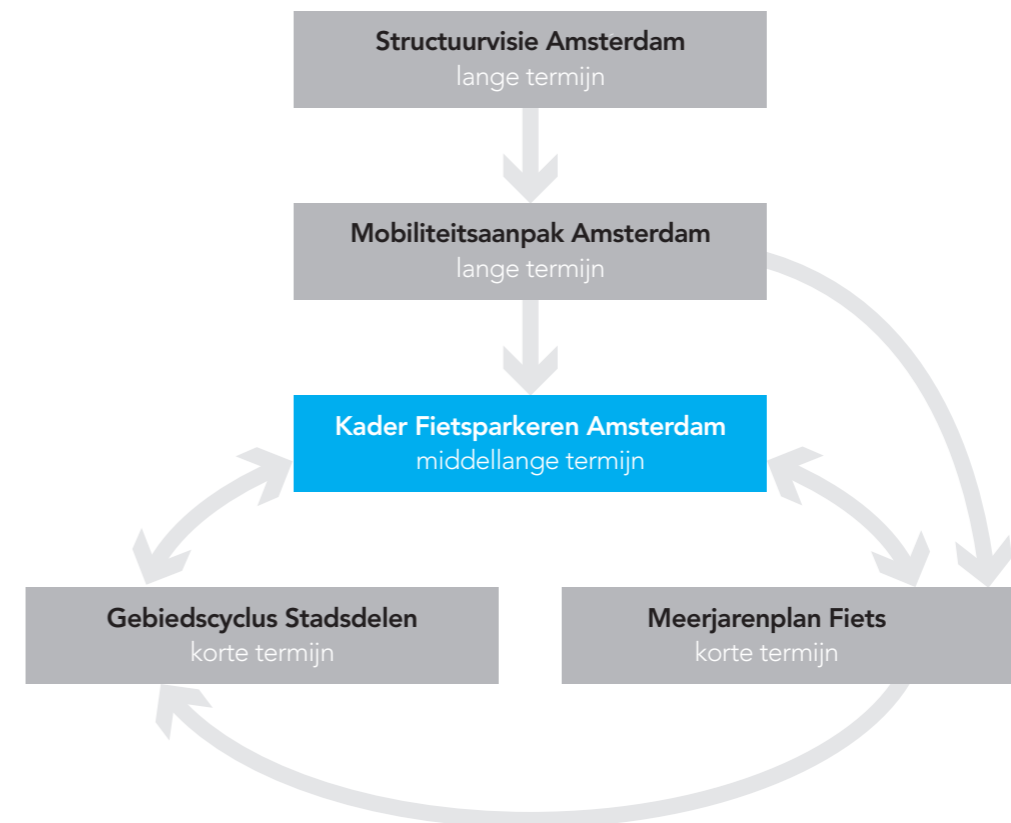 Structuurvisie Amsterdam
lange termijn
Mobiliteitsaanpak Amsterdam
lange termijn
Kader Fietsparkeren Amsterdam
middellange termijn
Gebiedscyclus Stadsdelen
korte termijn
Meerjarenplan Fiets
korte termijn